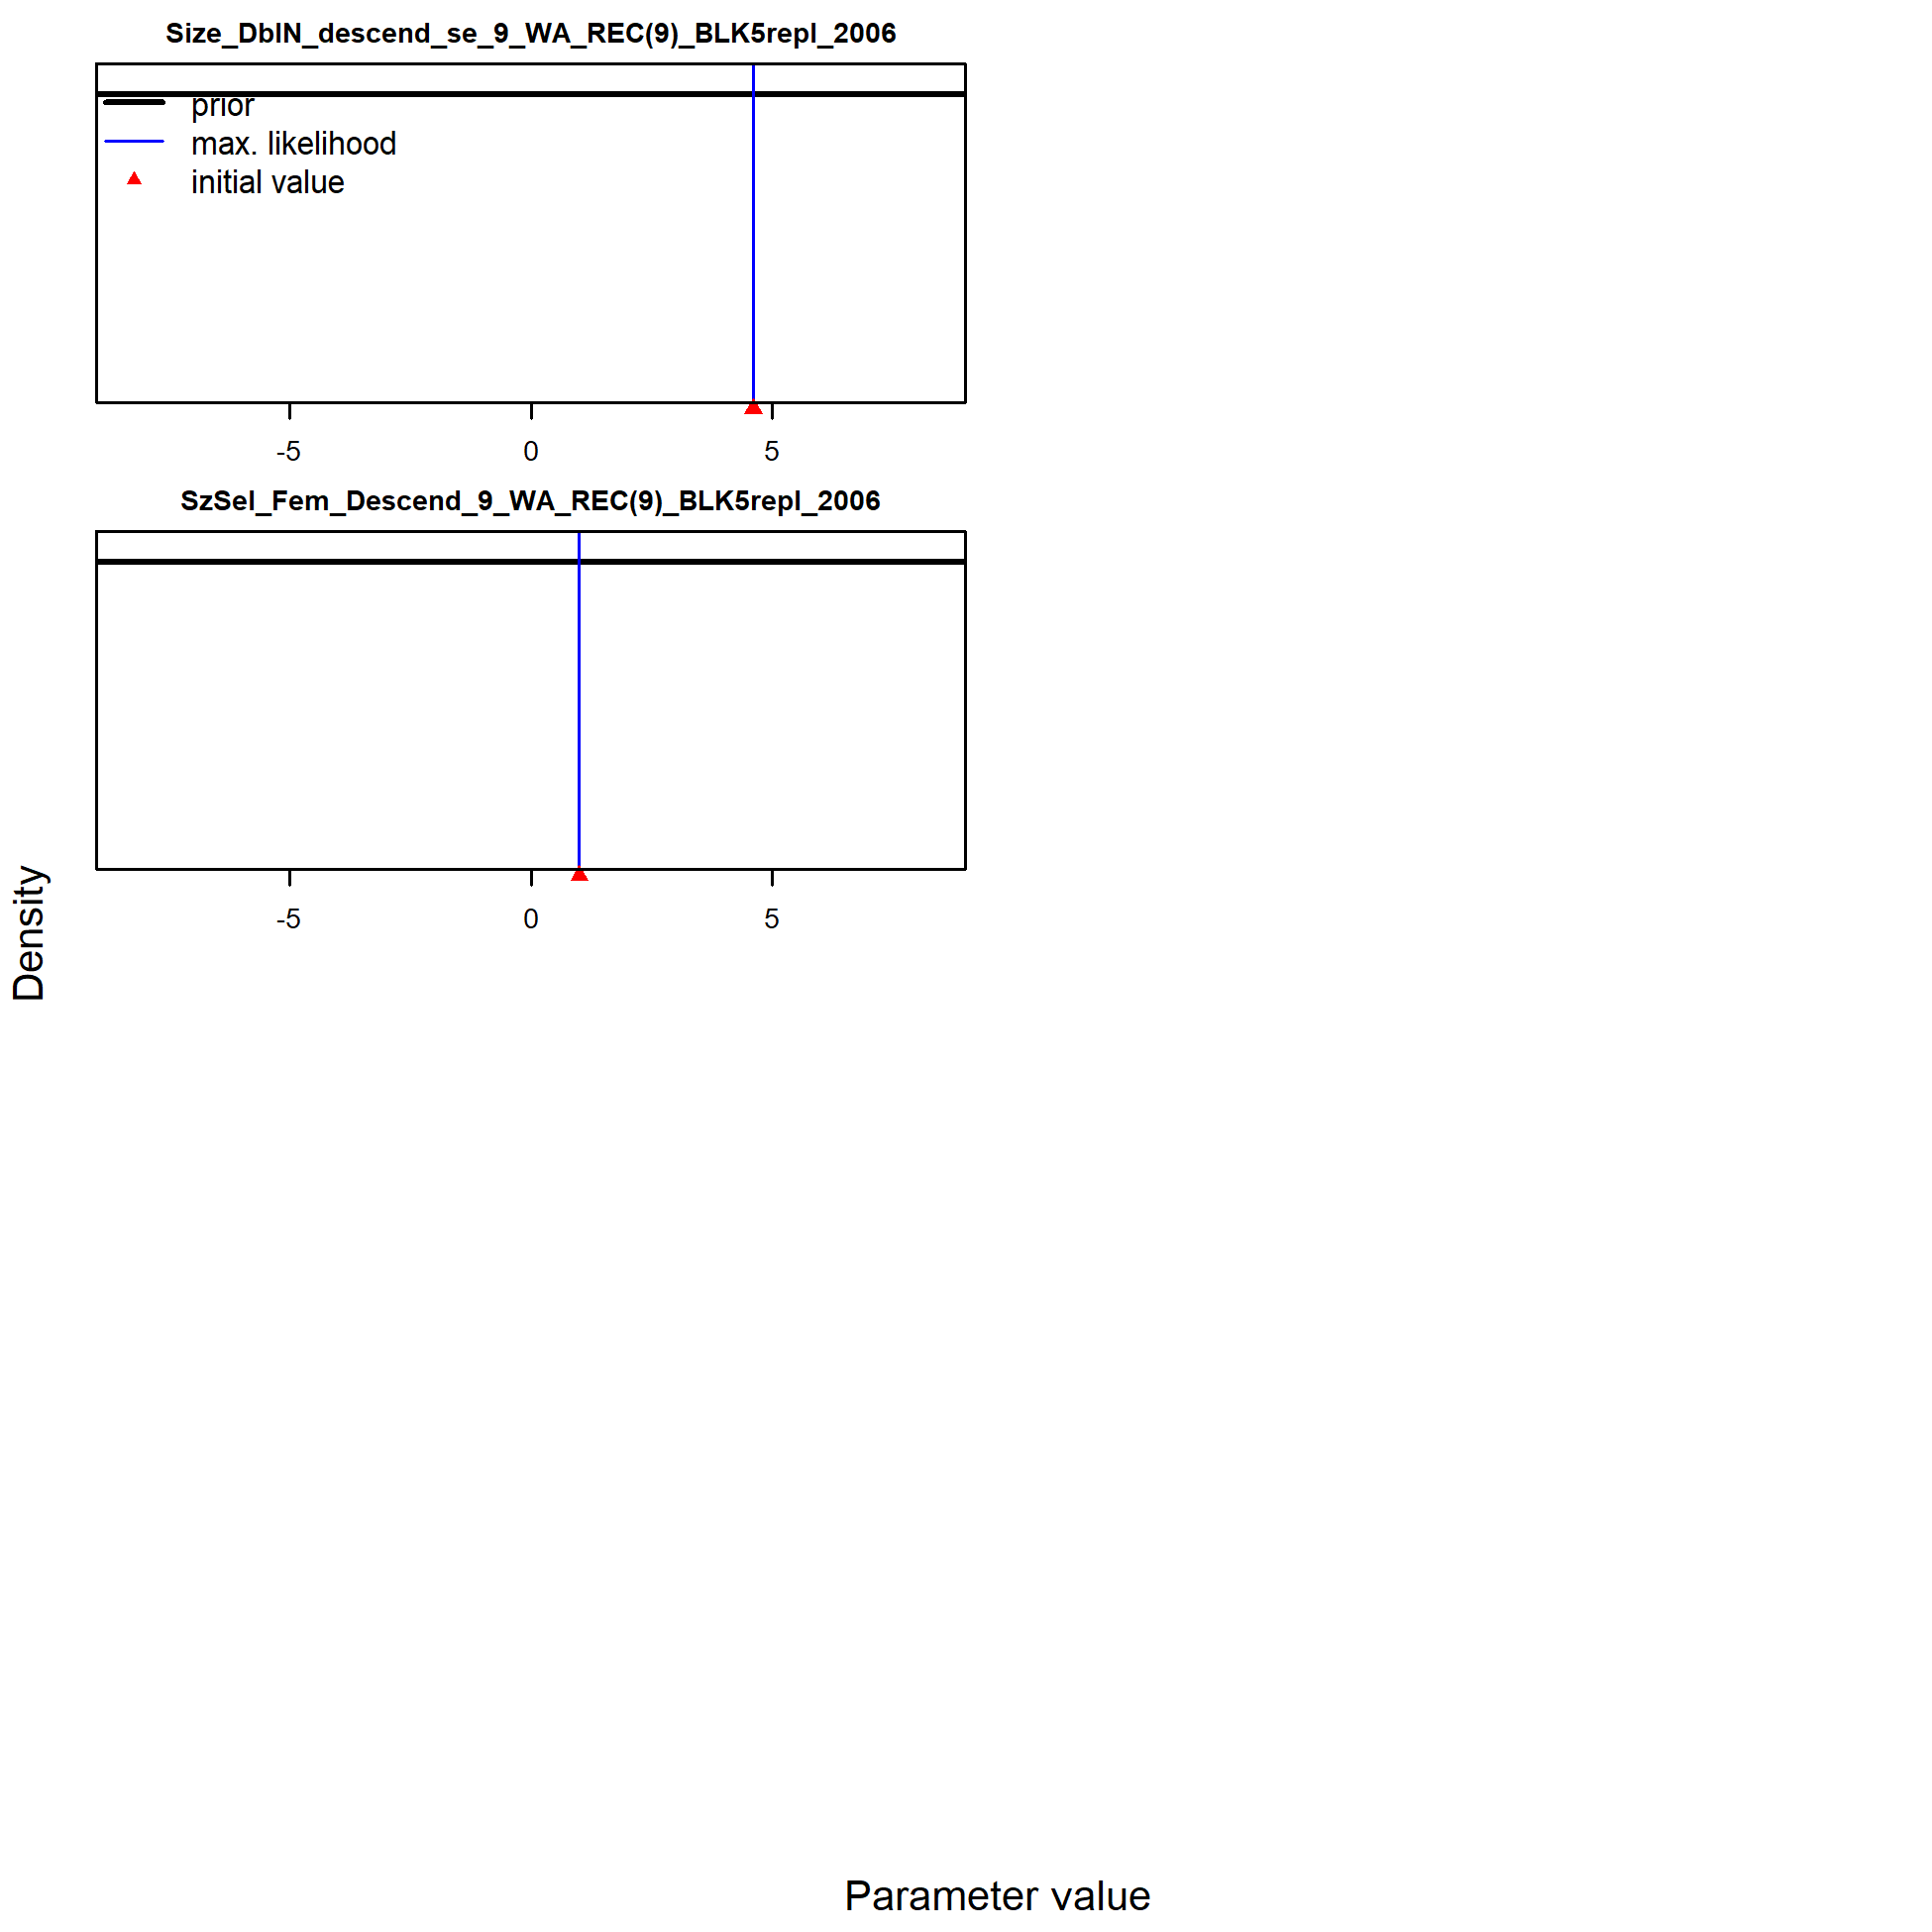 Size_DblN_descend_se_9_WA_REC(9)_BLK5repl_2006
prior
max. likelihood
initial value
-5 0 5
SzSel_Fem_Descend_9_WA_REC(9)_BLK5repl_2006
-5 0 5
Density
Parameter value